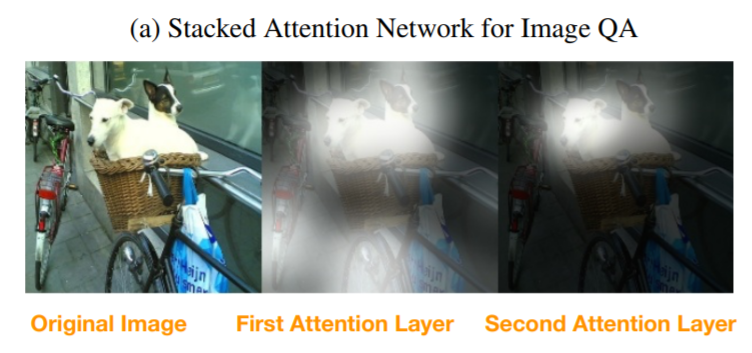 (a) Stacked Attention Network for Image QA
Original Image
First Attention Layer
Second Attention Layer